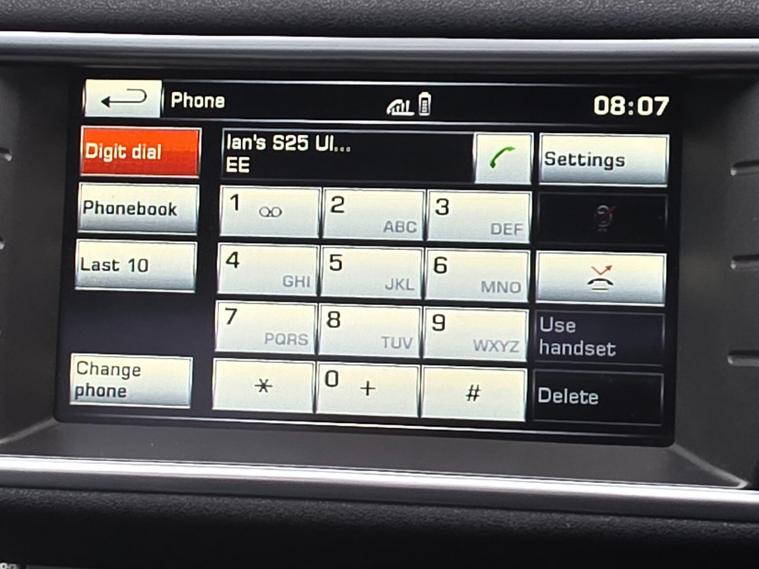 Phone
08:07
Digit dial
Ian's S25 Ul...
EE
Settings
Phonebook
1
2 ABC
3 DEF
Last 10
4 GHI
5 JKL
6 MNO
7 PQRS
8 TUV
9 WXYZ
Use
handset
Change
phone
*
0 +
#
Delete